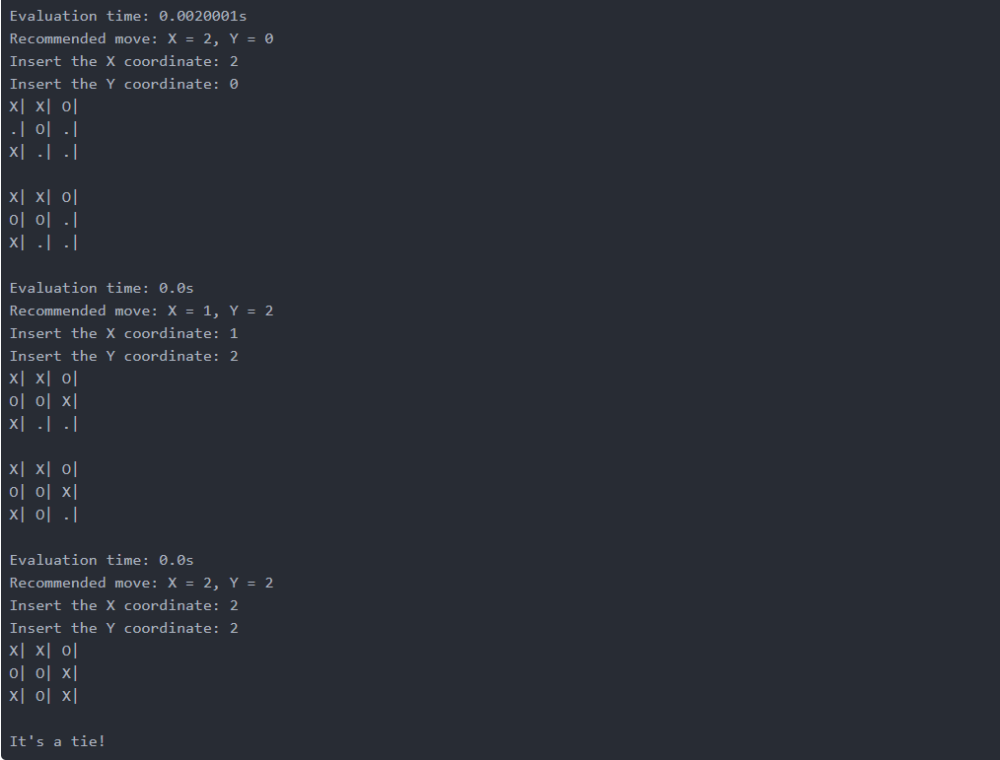 Evaluation time: 0.0020001s
Recommended move: X = 2, Y = 0
Insert the X coordinate: 2
Insert the Y coordinate: 0
X| X| O|
.| O| .|
X| .| .|

X| X| O|
O| O| .|
X| .| .|

Evaluation time: 0.0s
Recommended move: X = 1, Y = 2
Insert the X coordinate: 1
Insert the Y coordinate: 2
X| X| O|
O| O| X|
X| .| .|

X| X| O|
O| O| X|
X| O| .|

Evaluation time: 0.0s
Recommended move: X = 2, Y = 2
Insert the X coordinate: 2
Insert the Y coordinate: 2
X| X| O|
O| O| X|
X| O| X|

It's a tie!